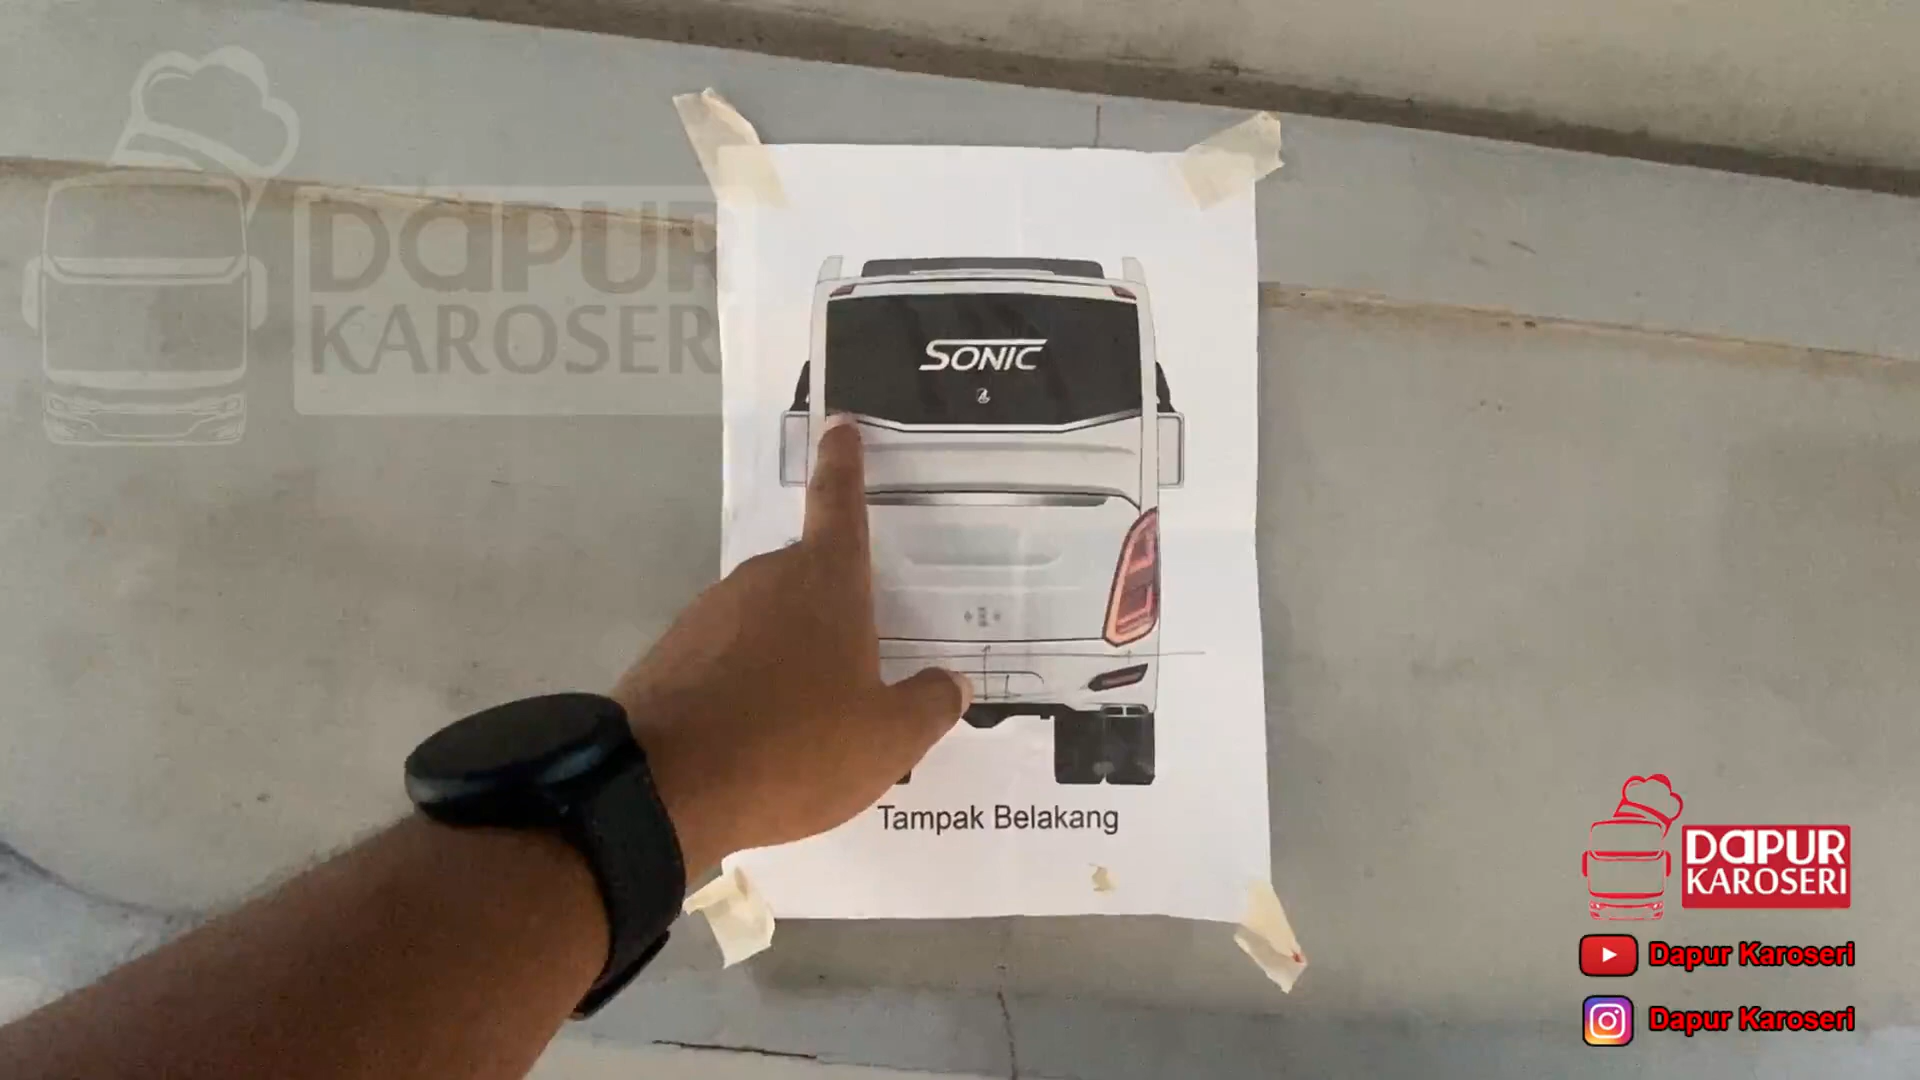 DAPUR
KAROSERI
SONIC
Tampak Belakang
DAPUR
KAROSERI
Dapur Karoseri
Dapur Karoseri